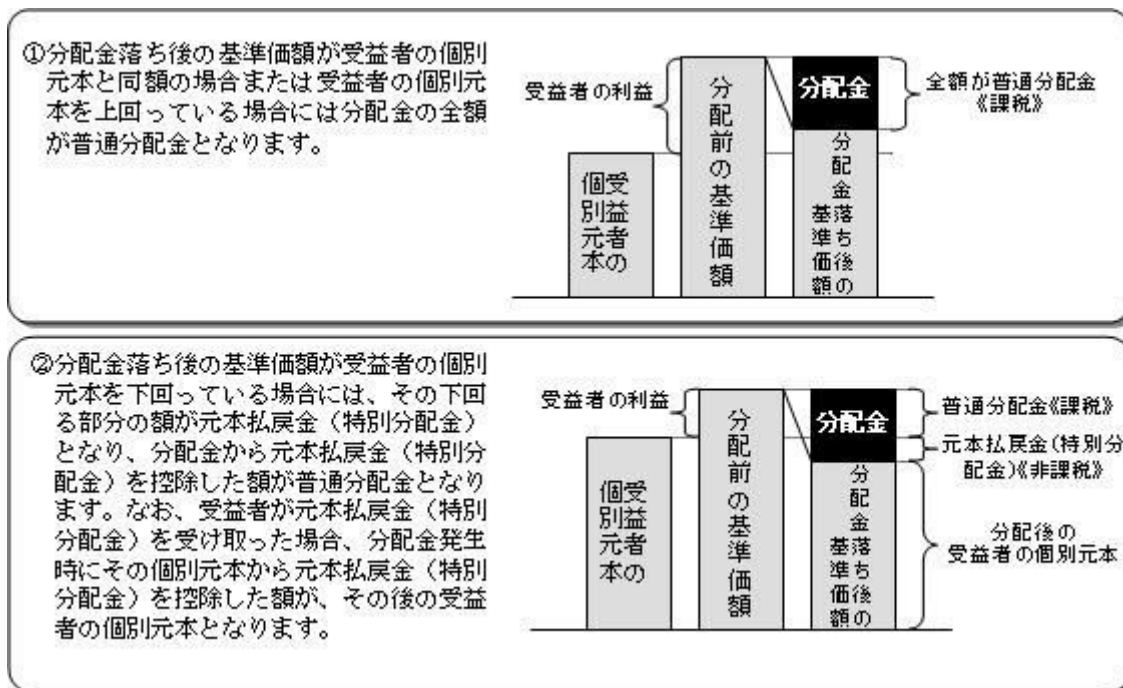 ①分配金落ち後の基準価額が受益者の個別
元本と同額の場合または受益者の個別元
本を上回っている場合には分配金の全額
が普通分配金となります。
受益者の利益
個別元本
受益者の
分配前の基準価額
分配金
分配金落ち後の
基準価額
全額が普通分配金
《課税》
②分配金落ち後の基準価額が受益者の個別
元本を下回っている場合には、その下回
る部分の額が元本払戻金（特別分配金）
となり、分配金から元本払戻金（特別分
配金）を控除した額が普通分配金となり
ます。なお、受益者が元本払戻金（特別
分配金）を受け取った場合、分配金発生
時にその個別元本から元本払戻金（特別
分配金）を控除した額が、その後の受益
者の個別元本となります。
受益者の利益
受益者の
個別元本
分配前の基準価額
分配金
分配金落ち後の
基準価額
普通分配金《課税》
元本払戻金(特別分
配金)《非課税》
分配後の
受益者の個別元本